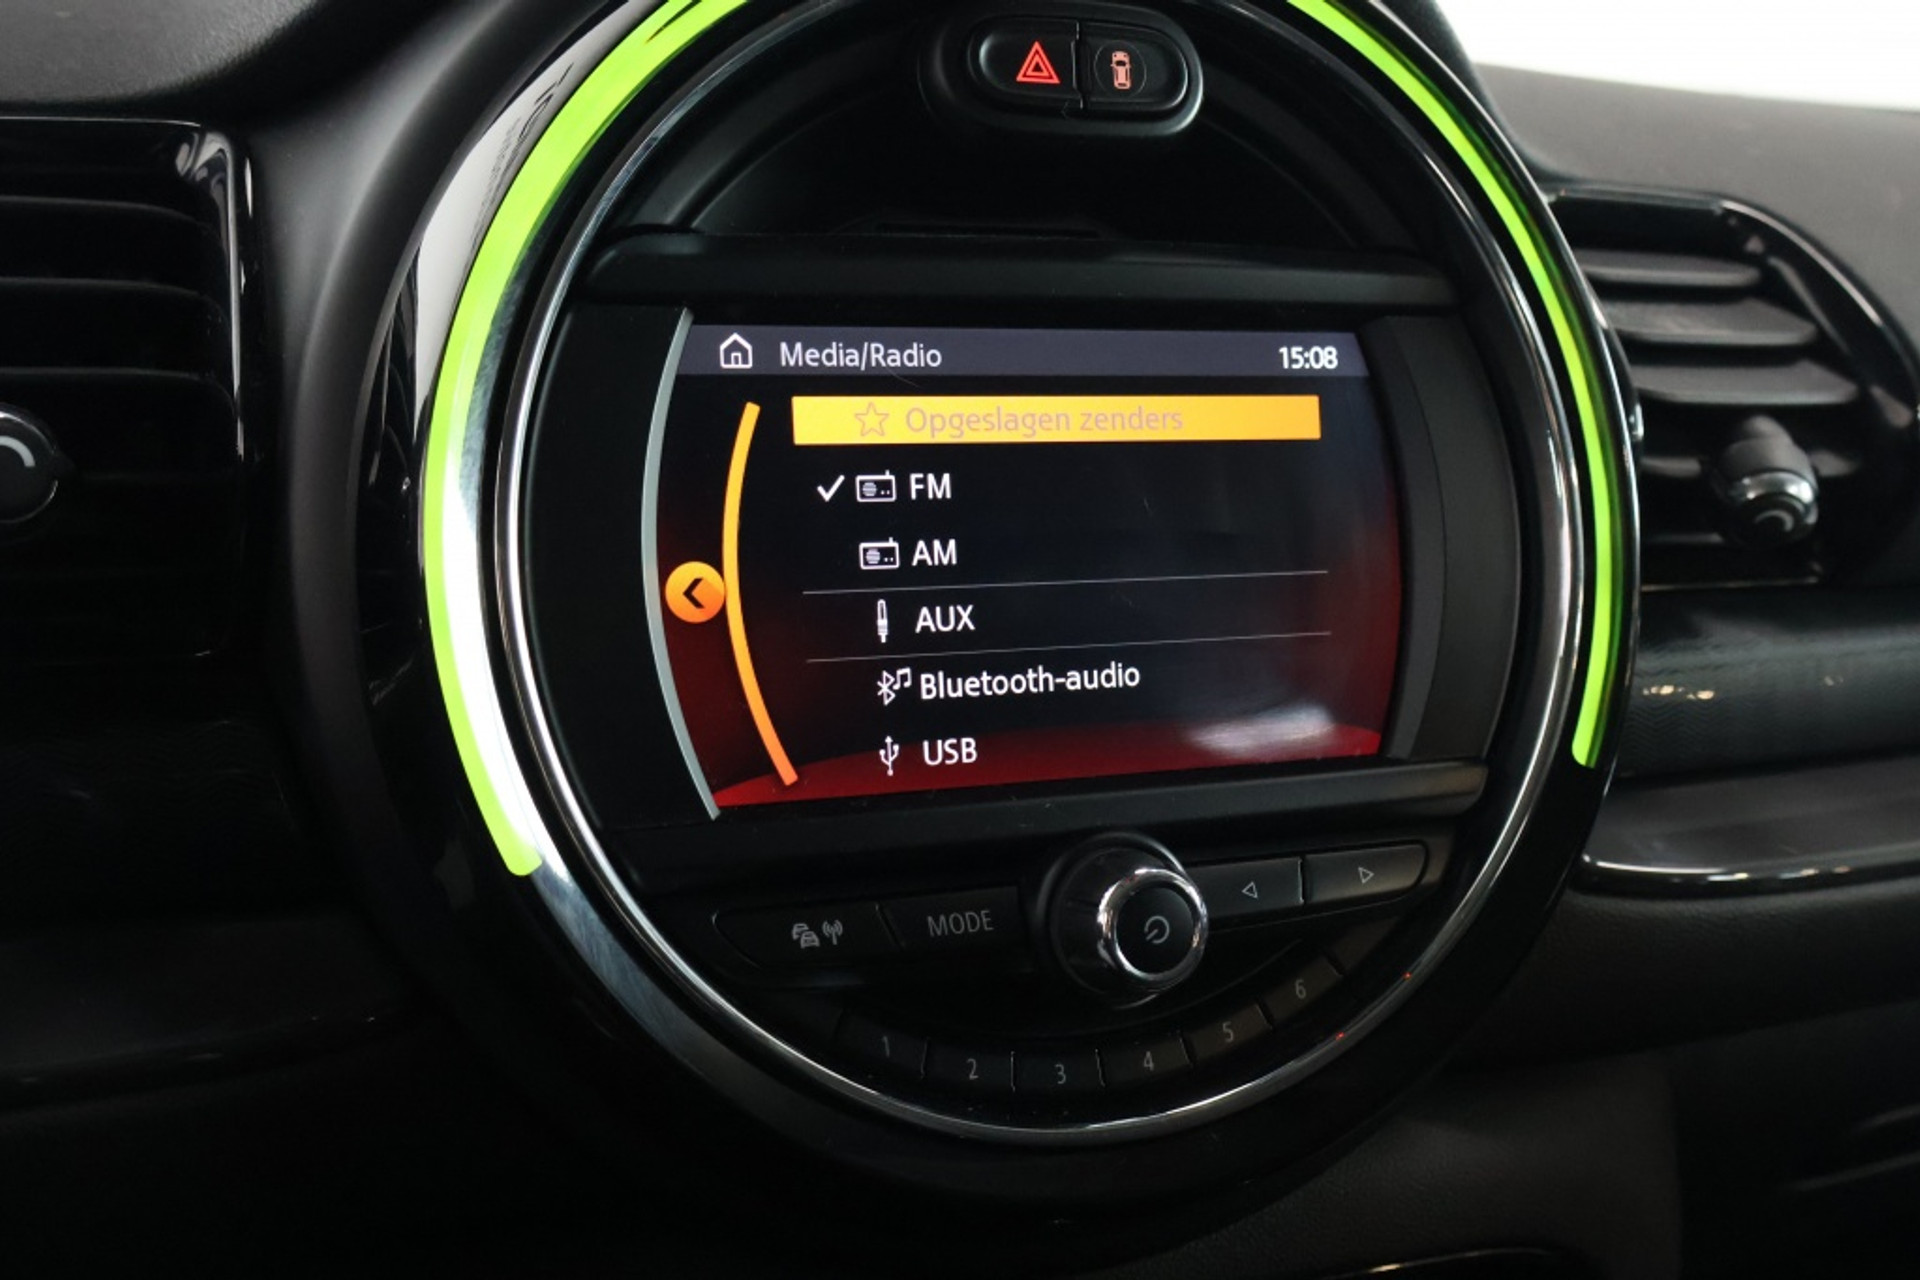 Media/Radio 15:08
Opgeslagen zenders
FM
AM
AUX
Bluetooth-audio
USB
MODE
1 2 3 4 5 6